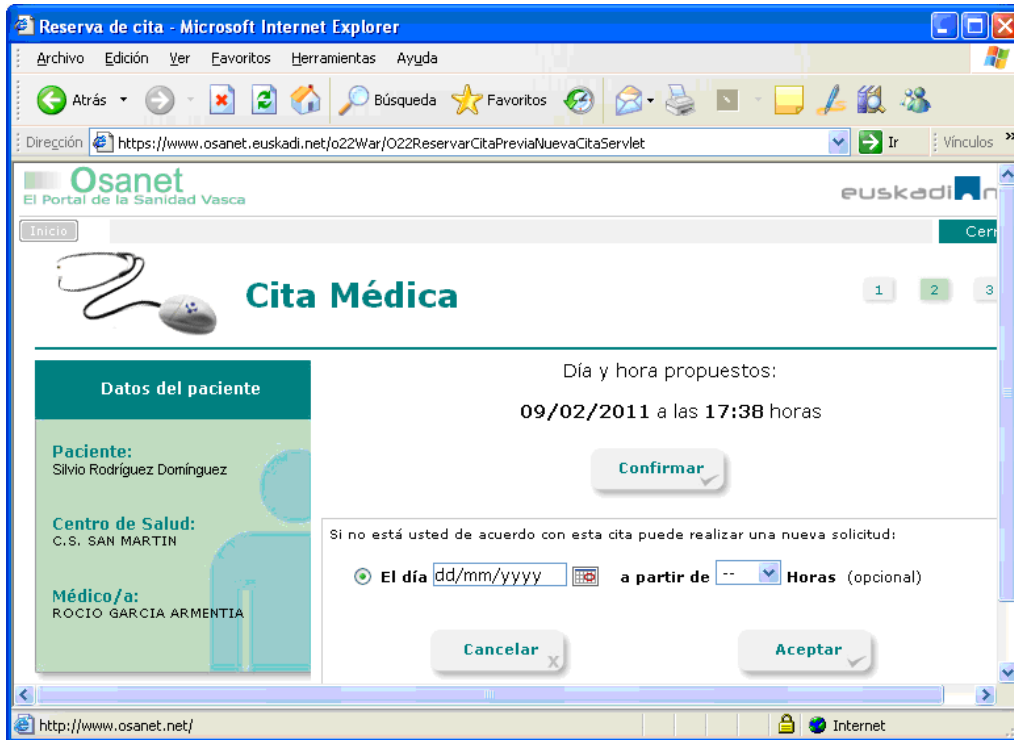 Reserva de cita - Microsoft Internet Explorer
Archivo Edición Ver Favoritos Herramientas Ayuda
Atrás Búsqueda Favoritos
Dirección https://www.osanet.euskadi.net/o22War/O22ReservarCitaPreviaNuevaCitaServlet Ir Vínculos »
Osanet
El Portal de la Sanidad Vasca
euskadi n
Inicio Cerr
Cita Médica 1 2 3
Datos del paciente
Paciente:
Silvio Rodríguez Domínguez
Centro de Salud:
C.S. SAN MARTIN
Médico/a:
ROCIO GARCIA ARMENTIA
Día y hora propuestos:
09/02/2011 a las 17:38 horas
Confirmar
Si no está usted de acuerdo con esta cita puede realizar una nueva solicitud:
El día dd/mm/yyyy a partir de -- Horas (opcional)
Cancelar Aceptar
http://www.osanet.net/ Internet